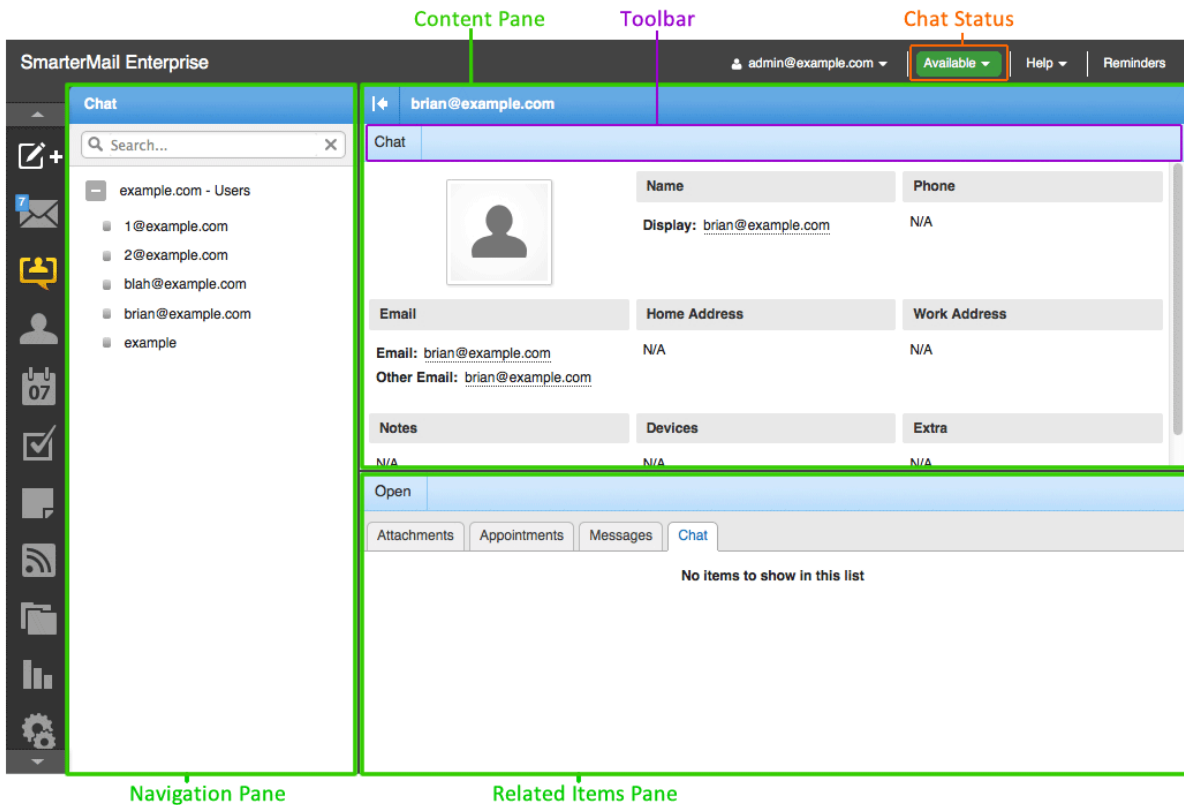 Content Pane Toolbar Chat Status
SmarterMail Enterprise admin@example.com Available Help Reminders
Chat
Search...
example.com - Users
1@example.com
2@example.com
blah@example.com
brian@example.com
example
7
07
brian@example.com
Chat
Name Phone
Display: brian@example.com N/A
Email Home Address Work Address
Email: brian@example.com N/A N/A
Other Email: brian@example.com
Notes Devices Extra
N/A N/A N/A
Open
Attachments Appointments Messages Chat
No items to show in this list
Navigation Pane Related Items Pane